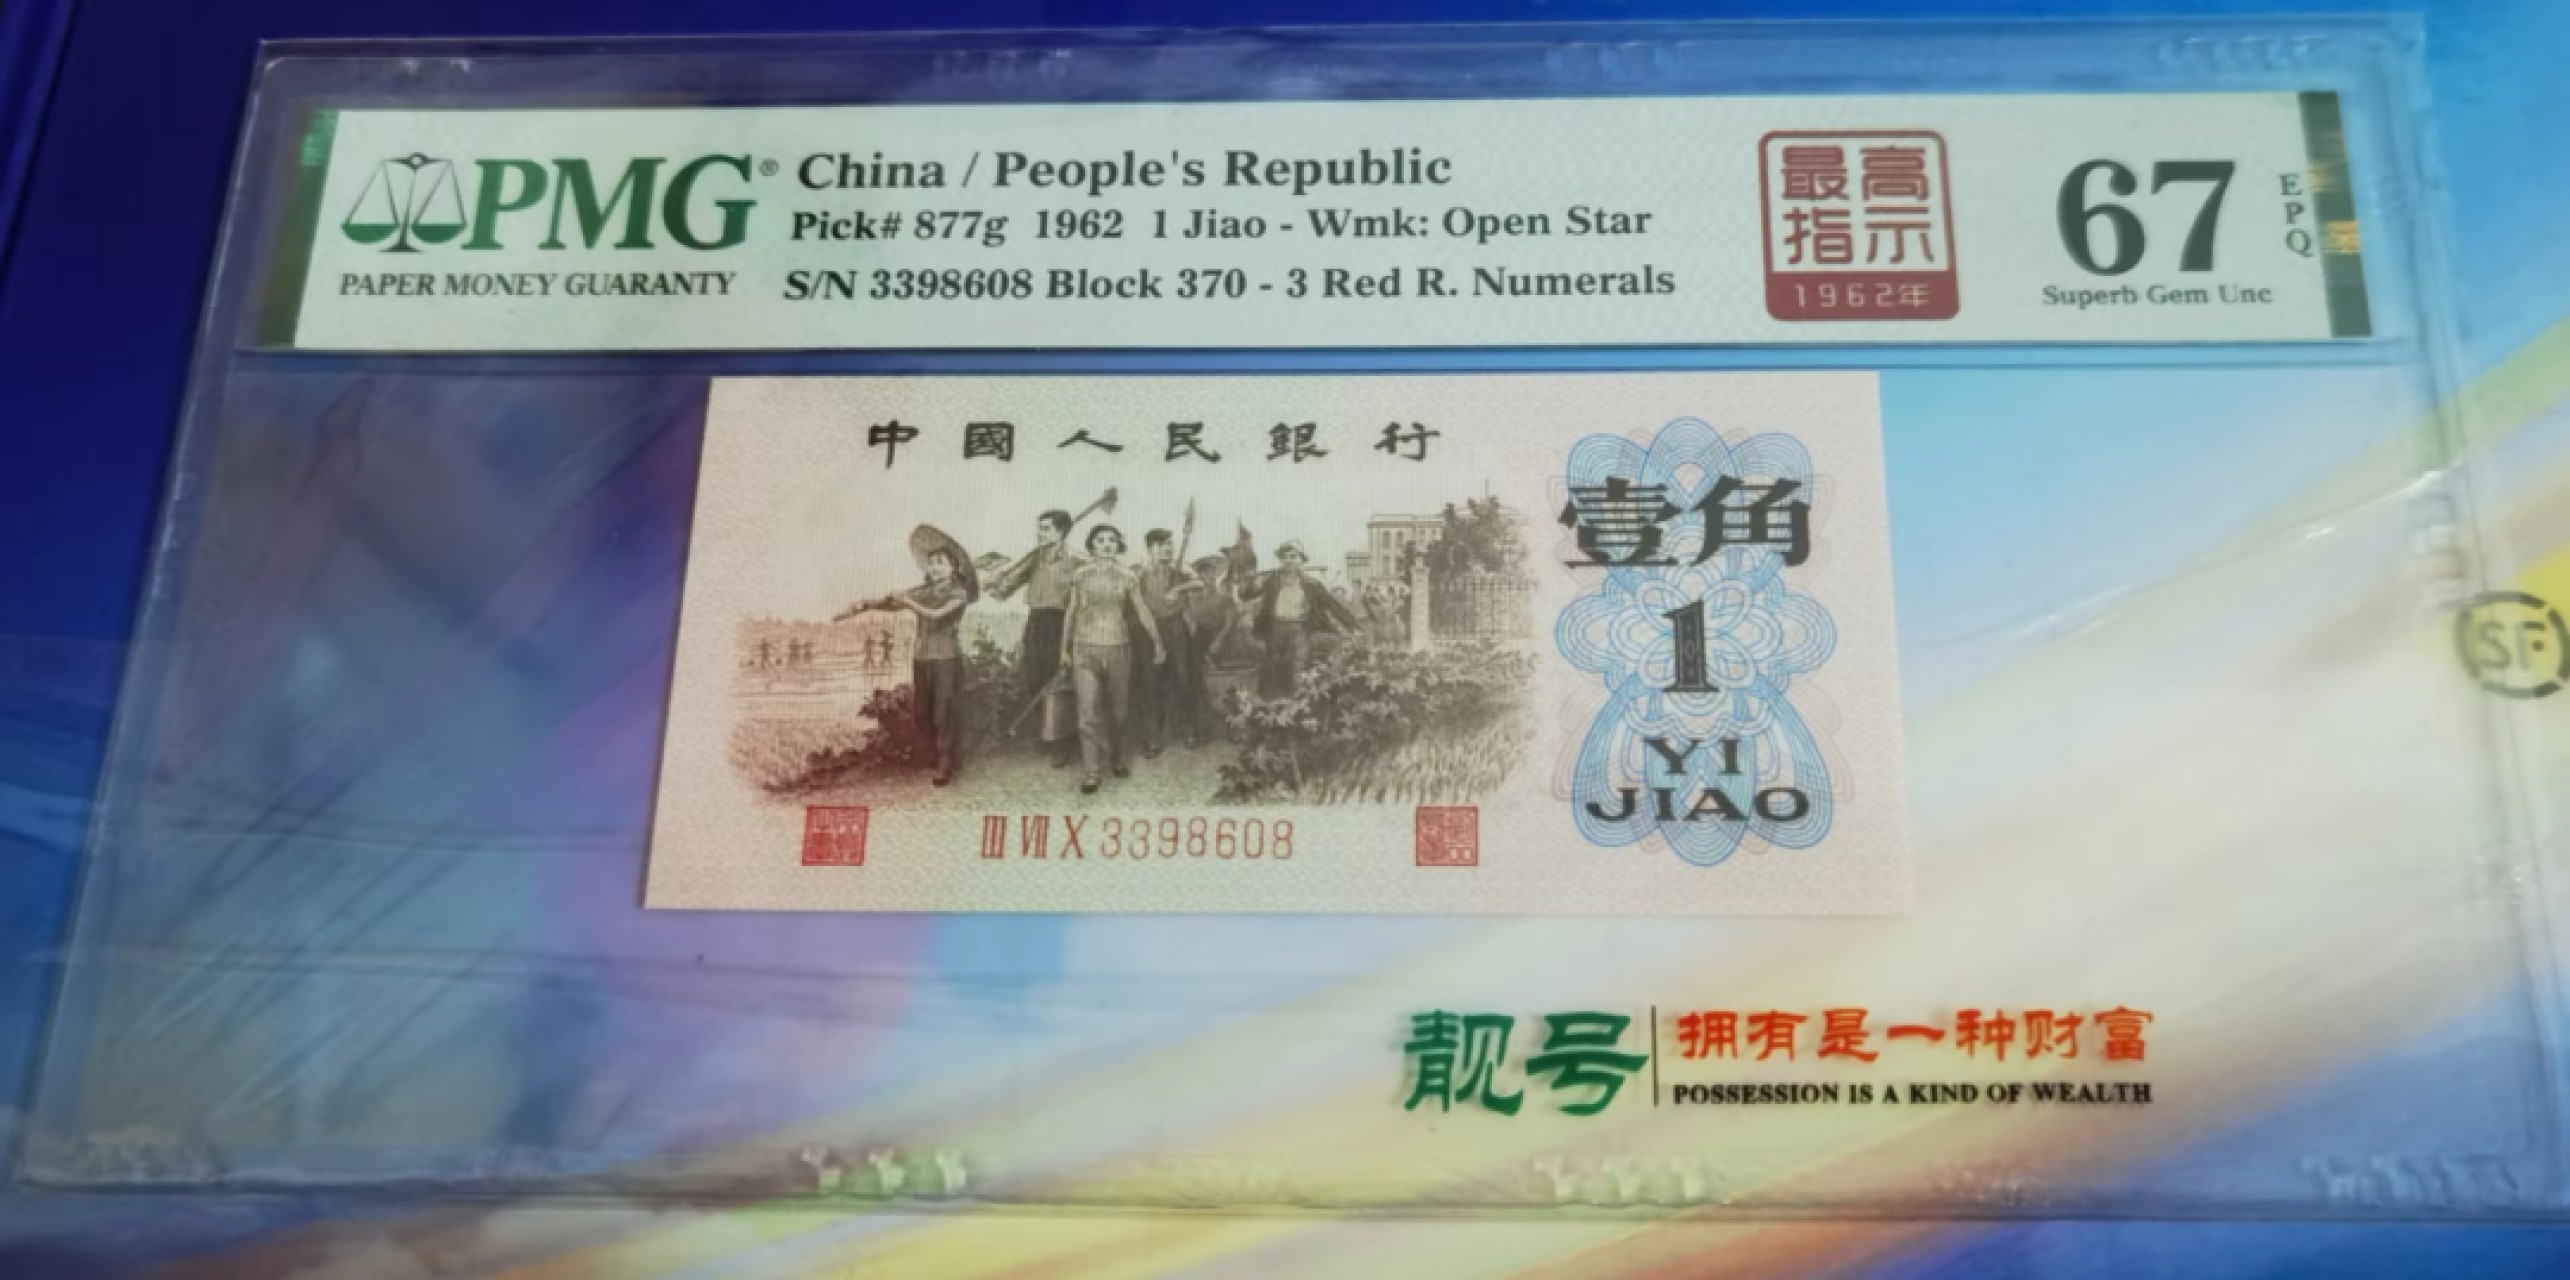 PMG®
PAPER MONEY GUARANTY
China / People's Republic
Pick# 877g 1962 1 Jiao - Wmk: Open Star
S/N 3398608 Block 370 - 3 Red R. Numerals
最高
指示
1962年
67
EPQ
Superb Gem Unc
中國人民銀行
壹角
1
YI
JIAO
ⅢⅦⅩ3398608
SF
靓号
拥有是一种财富
POSSESSION IS A KIND OF WEALTH